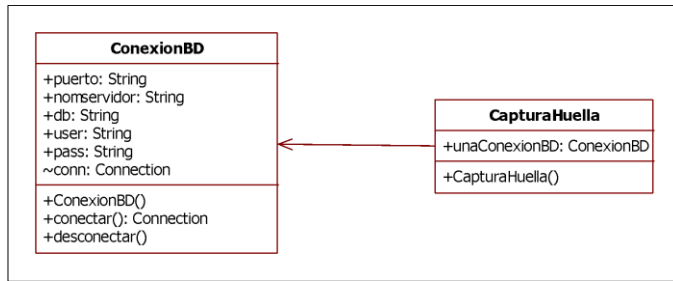 ConexionBD
+puerto: String
+nomservidor: String
+db: String
+user: String
+pass: String
~conn: Connection
+ConexionBD()
+conectar(): Connection
+desconectar()
CapturaHuella
+unaConexionBD: ConexionBD
+CapturaHuella()